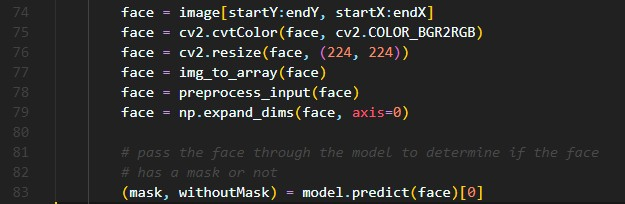 74 face = image[startY:endY, startX:endX]
75 face = cv2.cvtColor(face, cv2.COLOR_BGR2RGB)
76 face = cv2.resize(face, (224, 224))
77 face = img_to_array(face)
78 face = preprocess_input(face)
79 face = np.expand_dims(face, axis=0)
80
81 # pass the face through the model to determine if the face
82 # has a mask or not
83 (mask, withoutMask) = model.predict(face)[0]